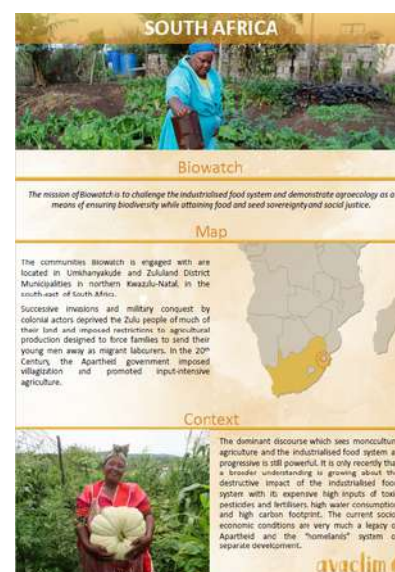 SOUTH AFRICA
Biowatch
The mission of Biowatch is to challenge the industrialised food system and demonstrate agroecology as a
means of ensuring biodiversity while attaining food and seed sovereignty and social justice.
Map
The communities Biowatch is engaged with are
located in Umkhanyakude and Zululand District
Municipalities in northern Kwazulu-Natal, in the
south-east of South Africa.
Successive invasions and military conquest by
colonial actors deprived the Zulu people of much of
their land and imposed restrictions to agricultural
production designed to force families to send their
young men away as migrant labourers. In the 20th
Century, the Apartheid government imposed
villagization and promoted input-intensive
agriculture.
Context
The dominant discourse which sees monoculture
agriculture and the industrialised food system a
progressive is still powerful. It is only recently tha
a broader understanding is growing about the
destructive impact of the industrialised foo
system with its expensive high inputs of toxi
pesticides and fertilisers, high water consumptio
and high carbon footprint. The current socio
economic conditions are very much a legacy o
Apartheid and the "homelands" system o
separate development.
avaclim